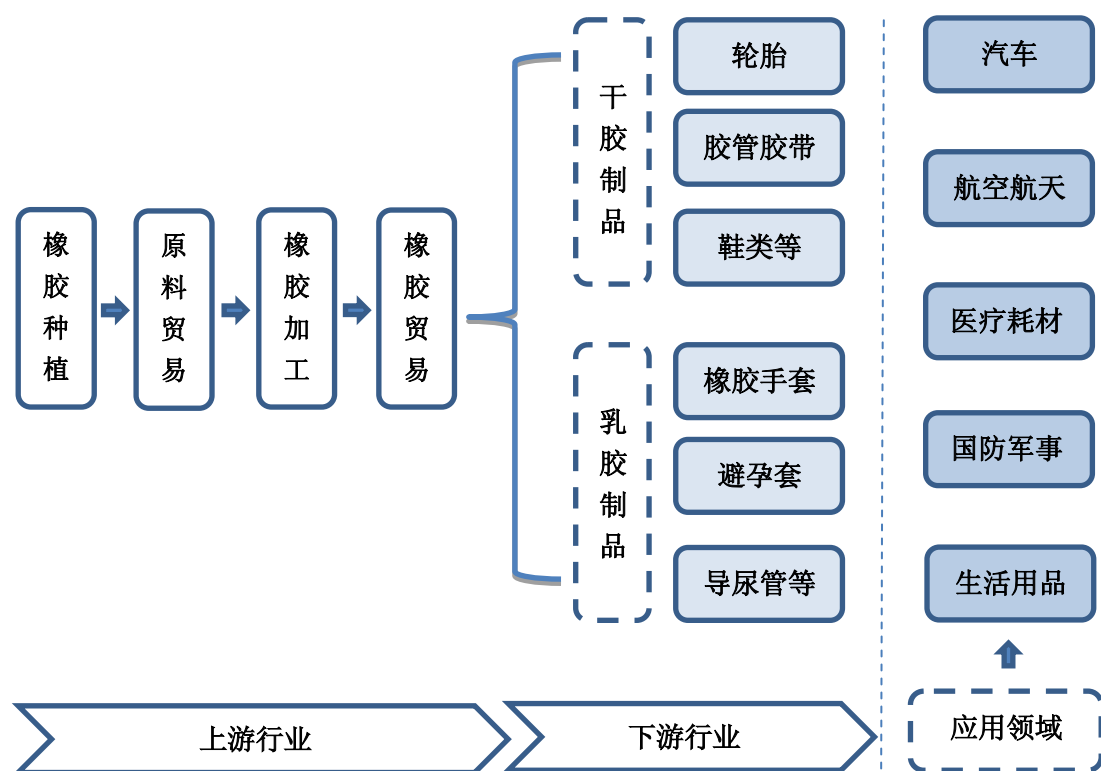 橡胶种植
原料贸易
橡胶加工
橡胶贸易
干胶制品
轮胎
胶管胶带
鞋类等
乳胶制品
橡胶手套
避孕套
导尿管等
汽车
航空航天
医疗耗材
国防军事
生活用品
上游行业
下游行业
应用领域